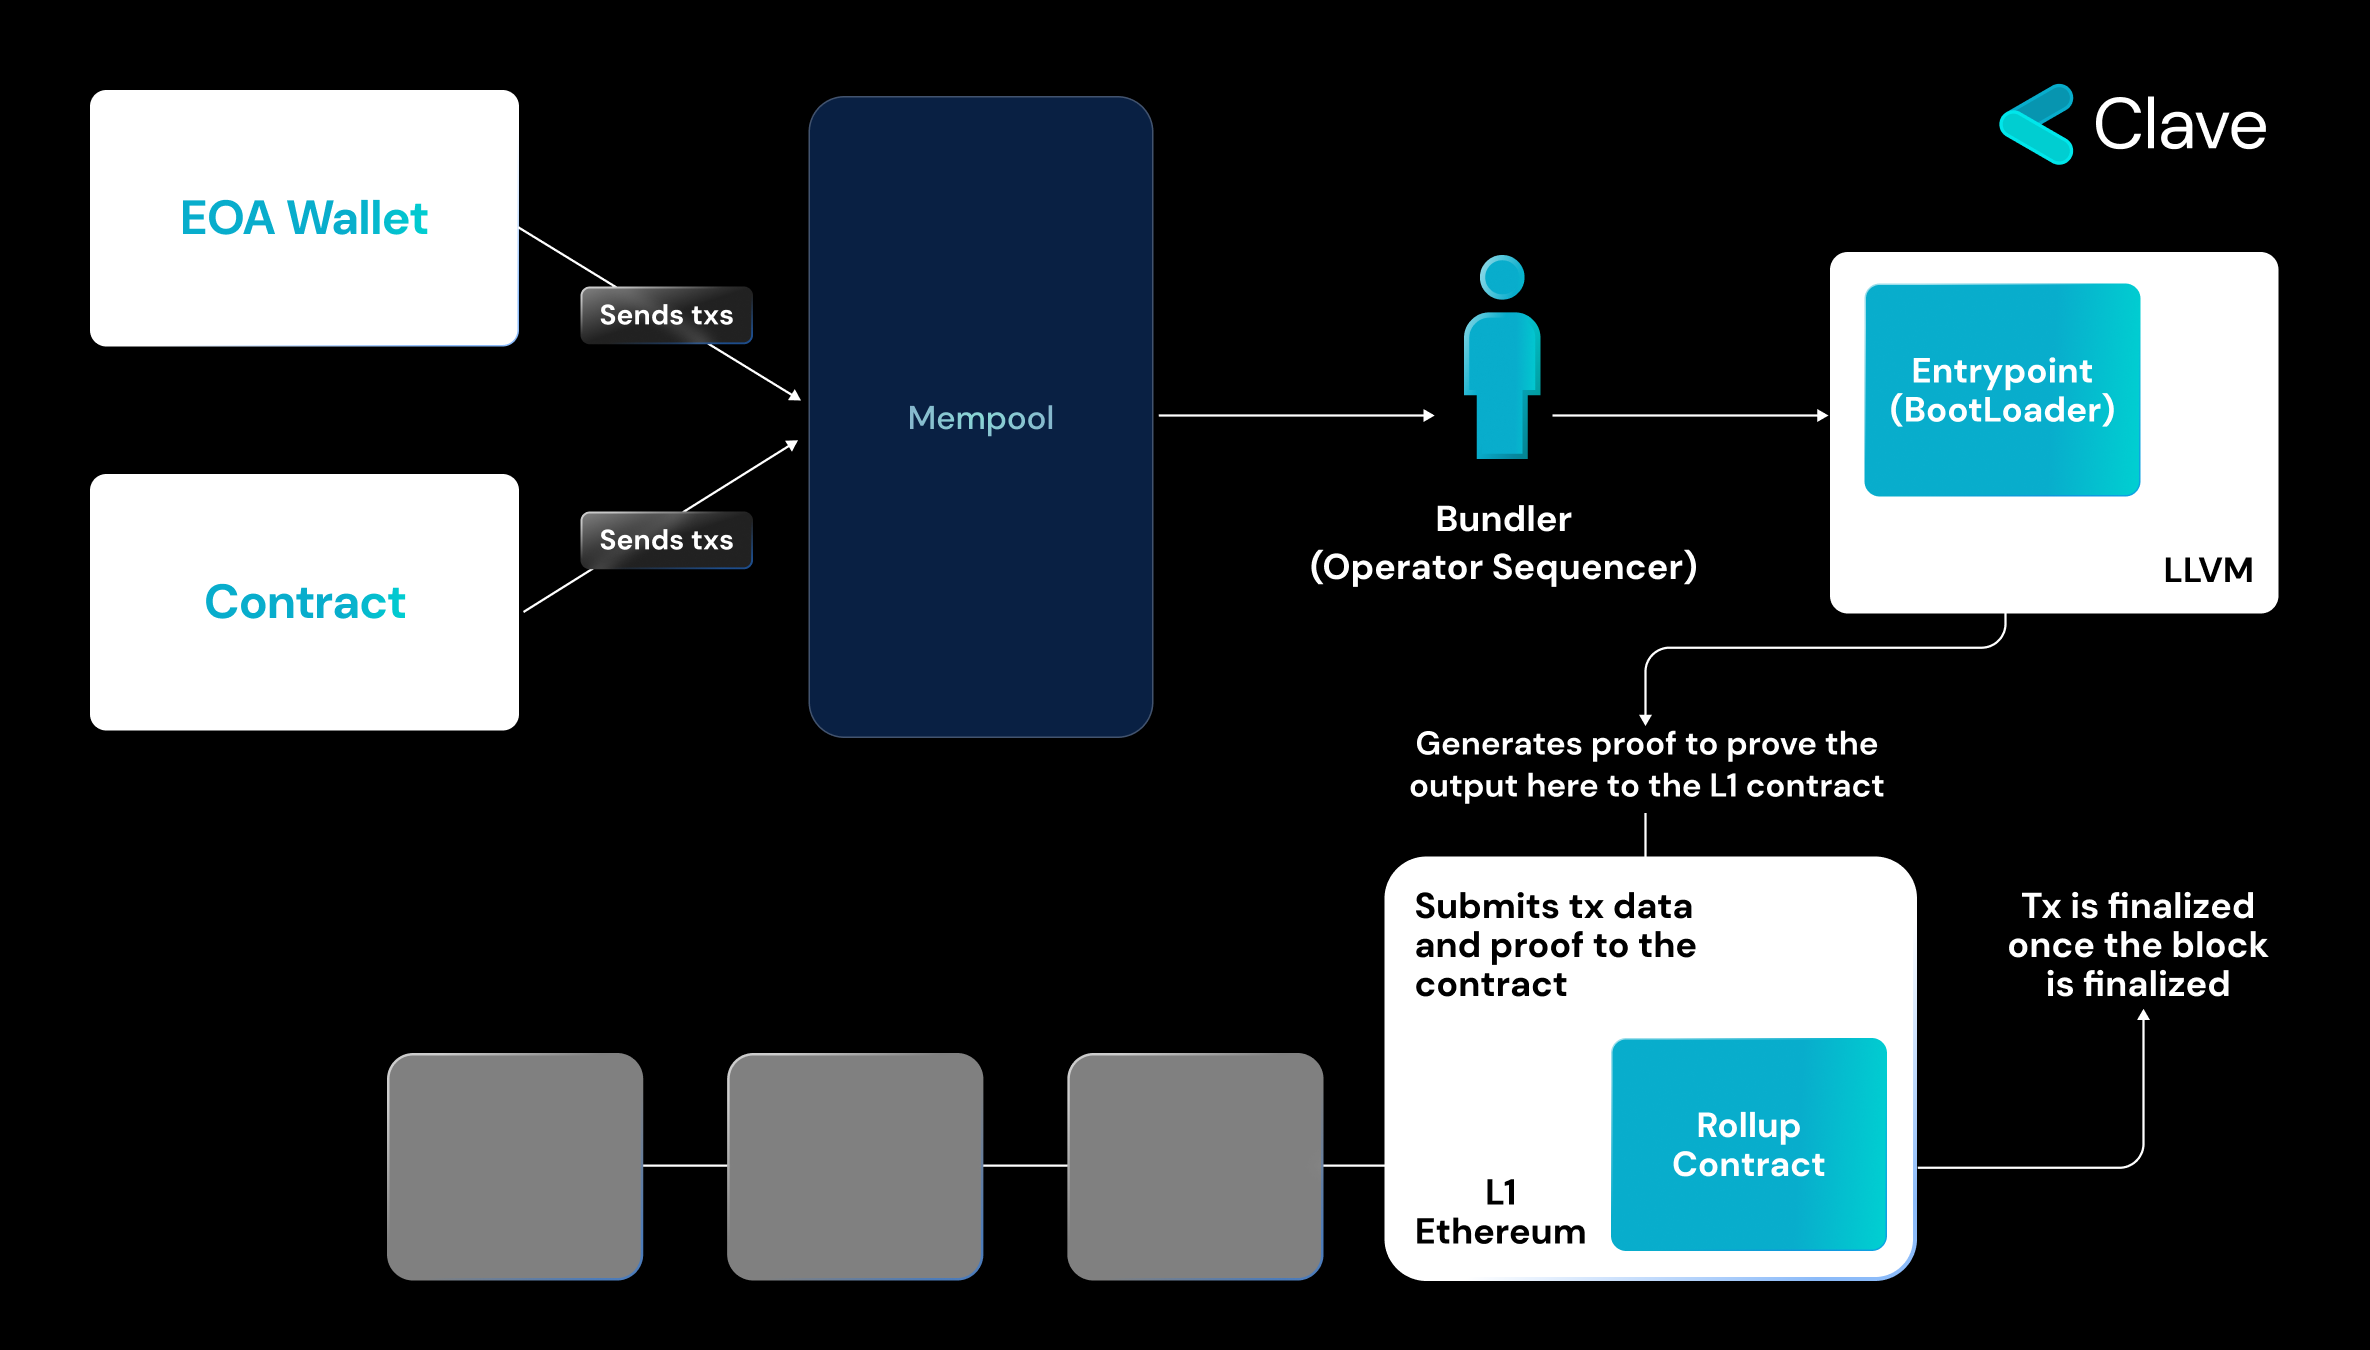 Clave
EOA Wallet
Sends txs
Mempool
Contract
Sends txs
Bundler
(Operator Sequencer)
Entrypoint
(BootLoader)
LLVM
Generates proof to prove the
output here to the L1 contract
Submits tx data
and proof to the
contract
L1
Ethereum
Rollup
Contract
Tx is finalized
once the block
is finalized